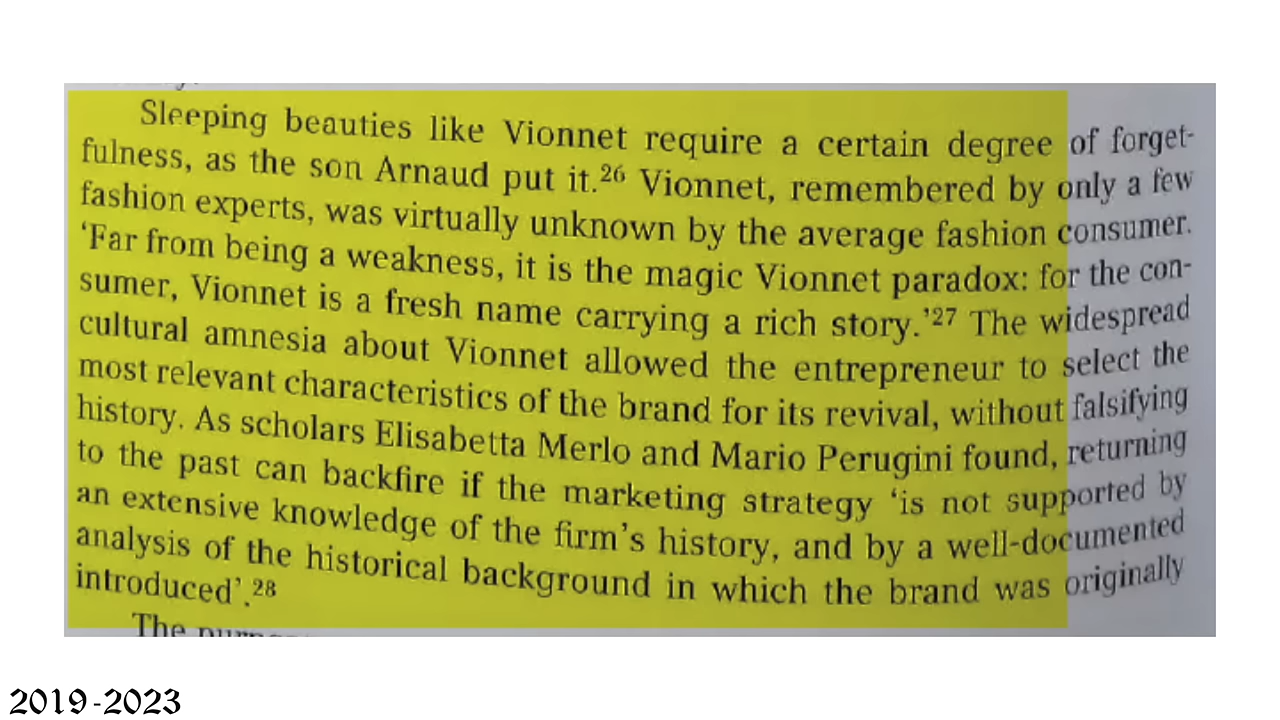 Sleeping beauties like Vionnet require a certain degree of forget-
fulness, as the son Arnaud put it.26 Vionnet, remembered by only a few
fashion experts, was virtually unknown by the average fashion consumer.
‘Far from being a weakness, it is the magic Vionnet paradox: for the con-
sumer, Vionnet is a fresh name carrying a rich story.’27 The widespread
cultural amnesia about Vionnet allowed the entrepreneur to select the
most relevant characteristics of the brand for its revival, without falsifying
history. As scholars Elisabetta Merlo and Mario Perugini found, returning
to the past can backfire if the marketing strategy ‘is not supported by
an extensive knowledge of the firm’s history, and by a well-documented
analysis of the historical background in which the brand was originally
introduced’.28
The
2019-2023